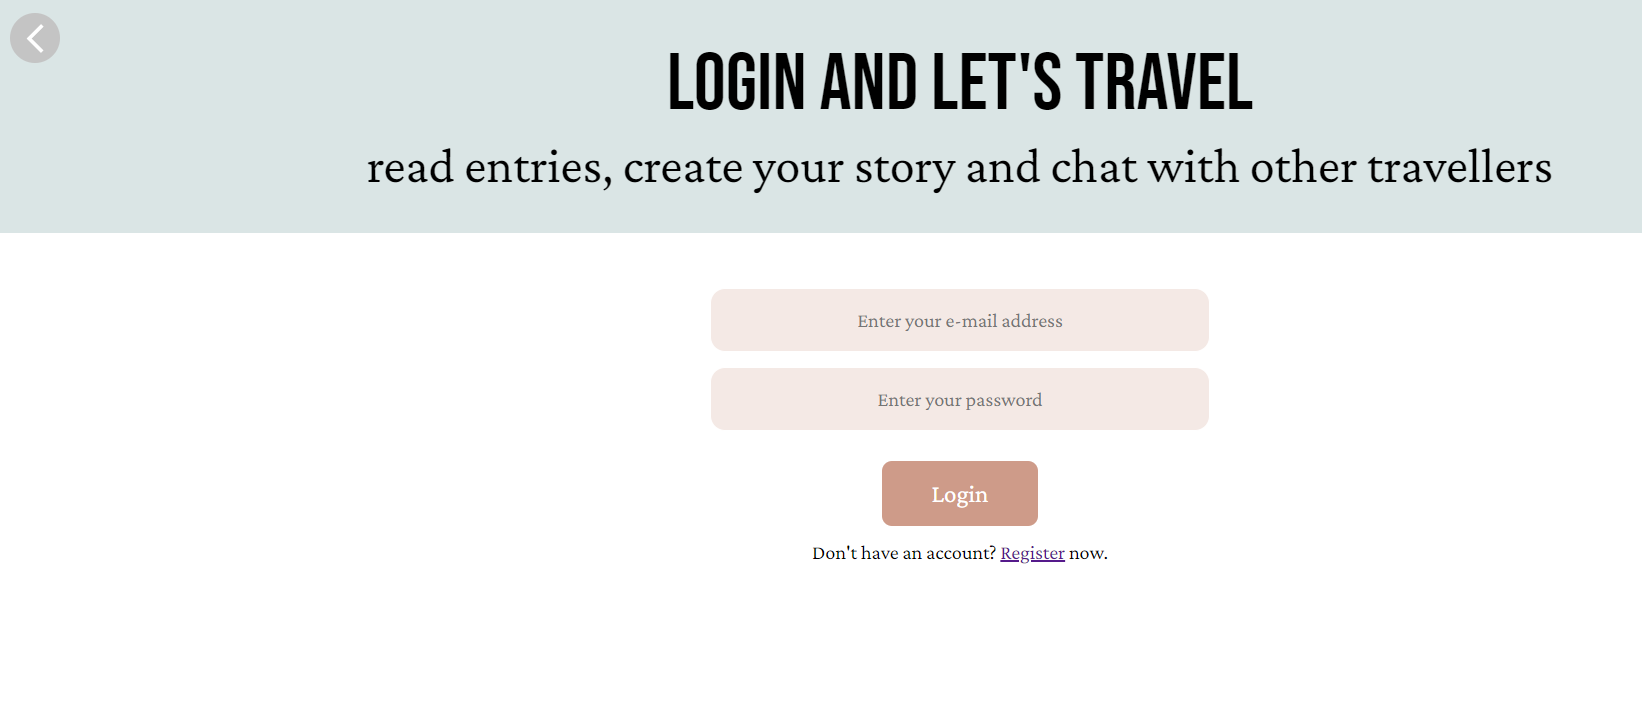 LOGIN AND LET'S TRAVEL
read entries, create your story and chat with other travellers
Enter your e-mail address
Enter your password
Login
Don't have an account? Register now.